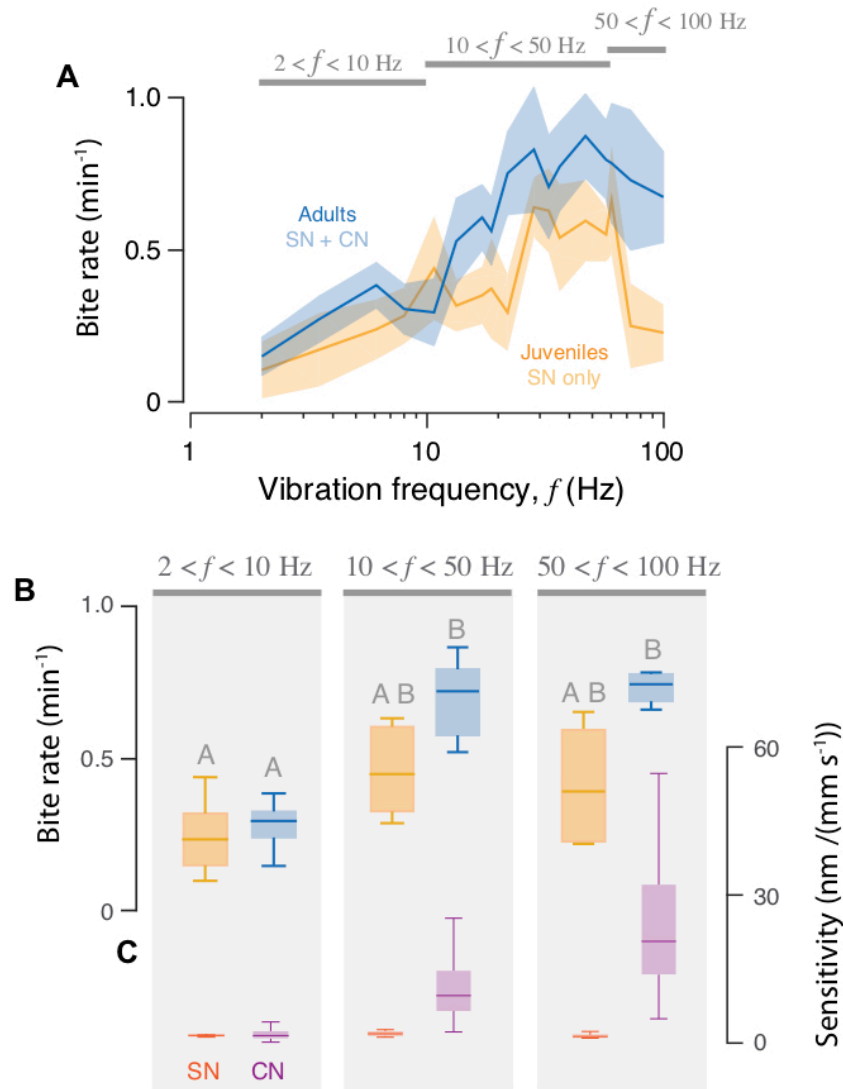 50 < f < 100 Hz
10 < f < 50 Hz
2 < f < 10 Hz
A
1.0
0.5
0
Bite rate (min⁻¹)
Adults
SN + CN
Juveniles
SN only
1 10 100
Vibration frequency, f (Hz)
B
2 < f < 10 Hz 10 < f < 50 Hz 50 < f < 100 Hz
1.0
0.5
0
Bite rate (min⁻¹)
A A
A B B
A B B
60
30
0
Sensitivity (nm /(mm s⁻¹))
C
SN CN